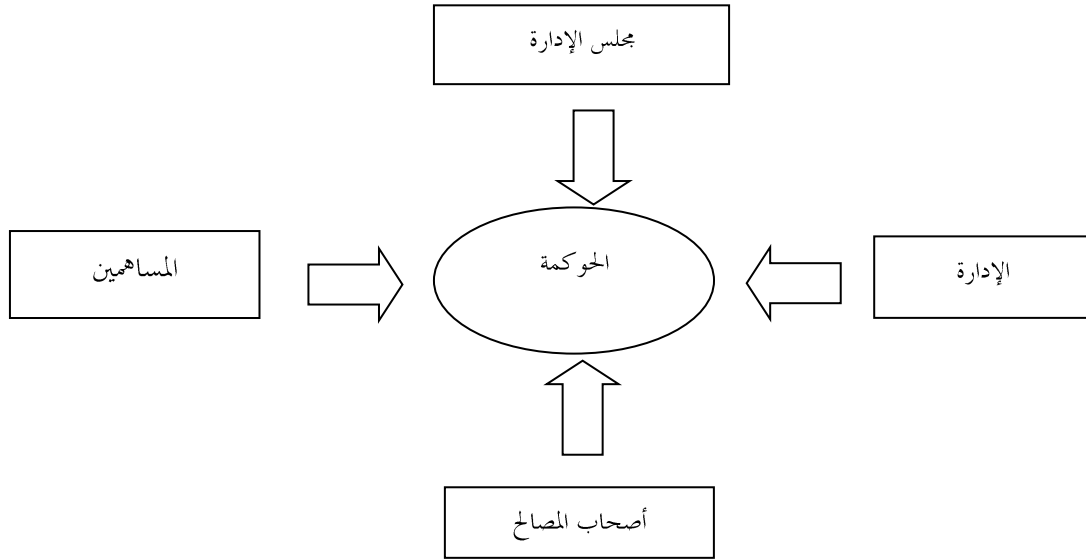 مجلس الإدارة
الإدارة
الحوكمة
المساهمين
أصحاب المصالح